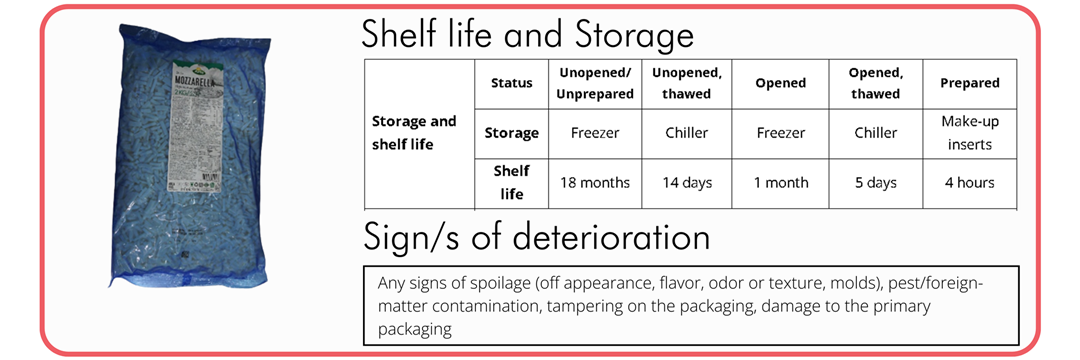 MOZZARELLA
Shelf life and Storage
Storage and
shelf life
Status
Unopened/
Unprepared
Unopened,
thawed
Opened
Opened,
thawed
Prepared
Storage
Freezer
Chiller
Freezer
Chiller
Make-up
inserts
Shelf
life
18 months
14 days
1 month
5 days
4 hours
Sign/s of deterioration
Any signs of spoilage (off appearance, flavor, odor or texture, molds), pest/foreign-
matter contamination, tampering on the packaging, damage to the primary
packaging